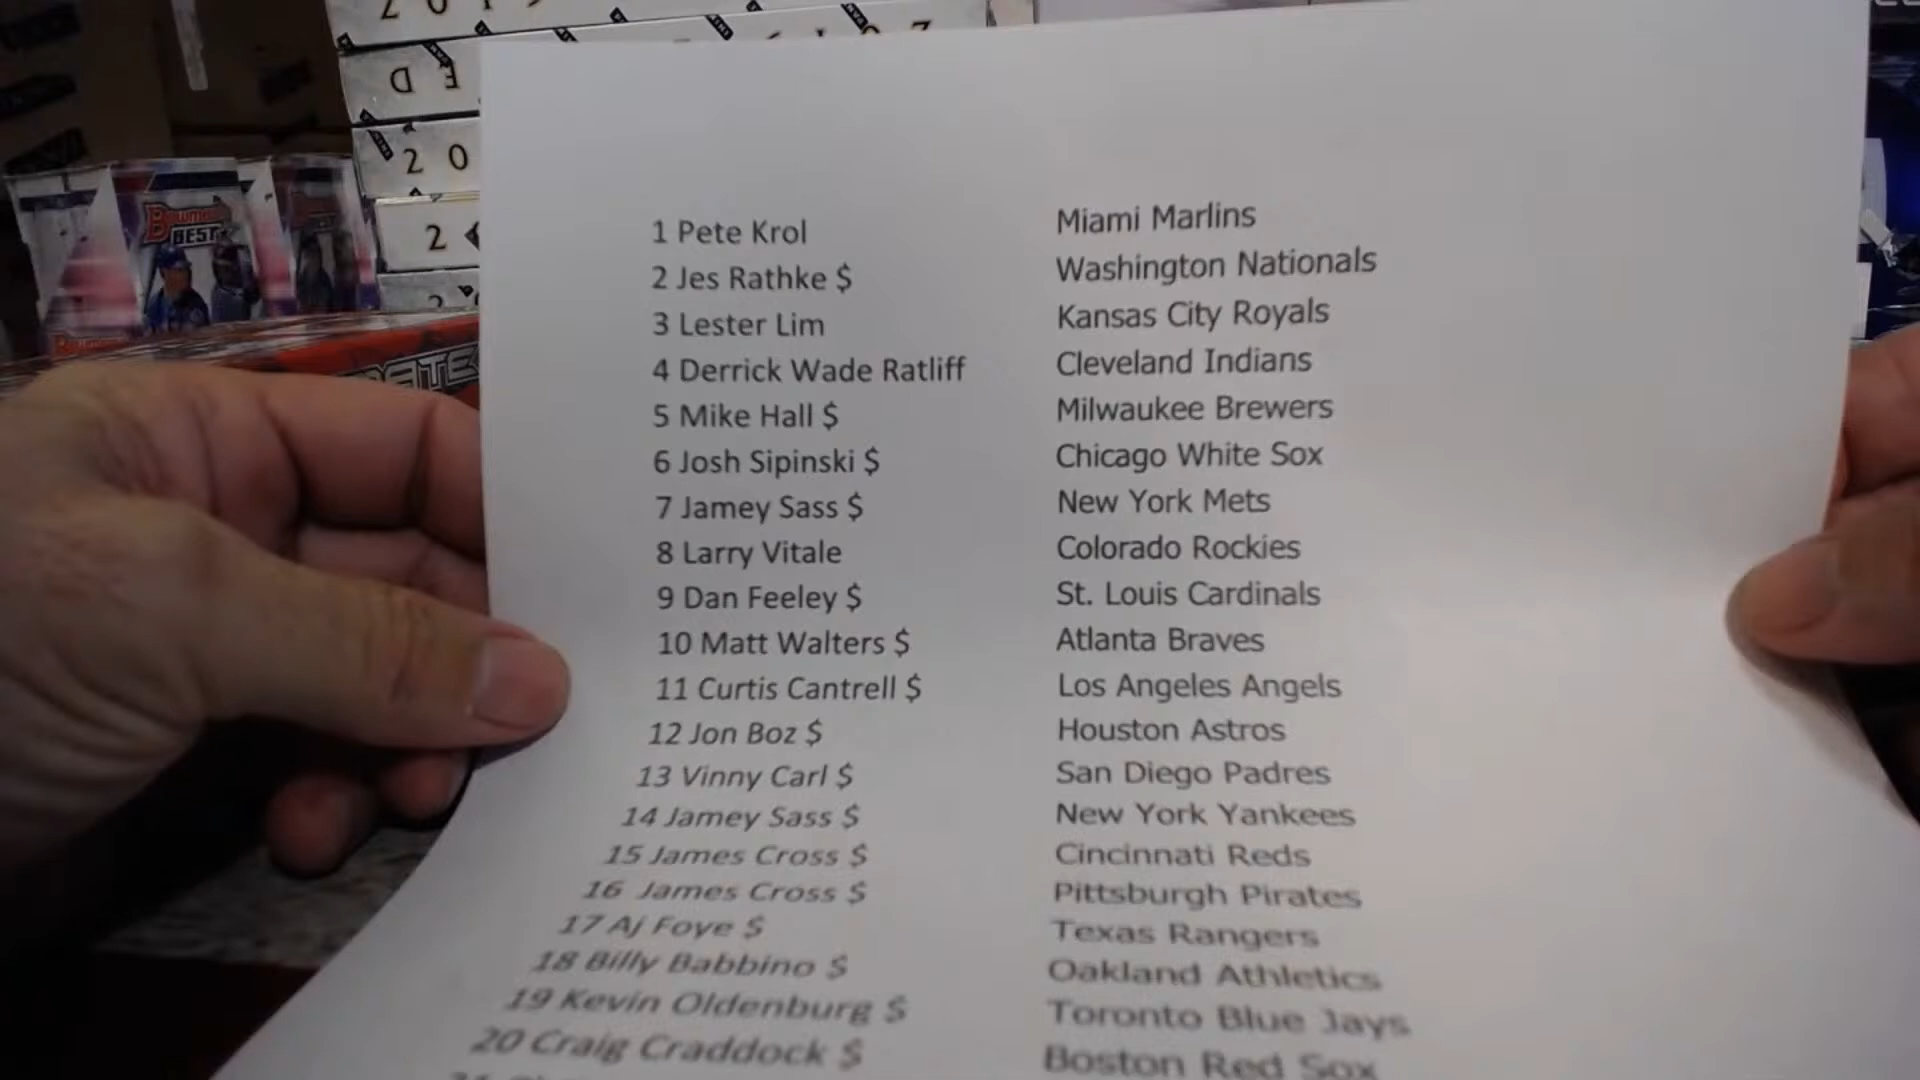 BOWMAN'S
BEST
E D
2 0
2
1 Pete Krol Miami Marlins
2 Jes Rathke $ Washington Nationals
3 Lester Lim Kansas City Royals
4 Derrick Wade Ratliff Cleveland Indians
5 Mike Hall $ Milwaukee Brewers
6 Josh Sipinski $ Chicago White Sox
7 Jamey Sass $ New York Mets
8 Larry Vitale Colorado Rockies
9 Dan Feeley $ St. Louis Cardinals
10 Matt Walters $ Atlanta Braves
11 Curtis Cantrell $ Los Angeles Angels
12 Jon Boz $ Houston Astros
13 Vinny Carl $ San Diego Padres
14 Jamey Sass $ New York Yankees
15 James Cross $ Cincinnati Reds
16 James Cross $ Pittsburgh Pirates
17 Aj Foye $ Texas Rangers
18 Billy Babbino $ Oakland Athletics
19 Kevin Oldenburg $ Toronto Blue Jays
20 Craig Craddock $ Boston Red Sox